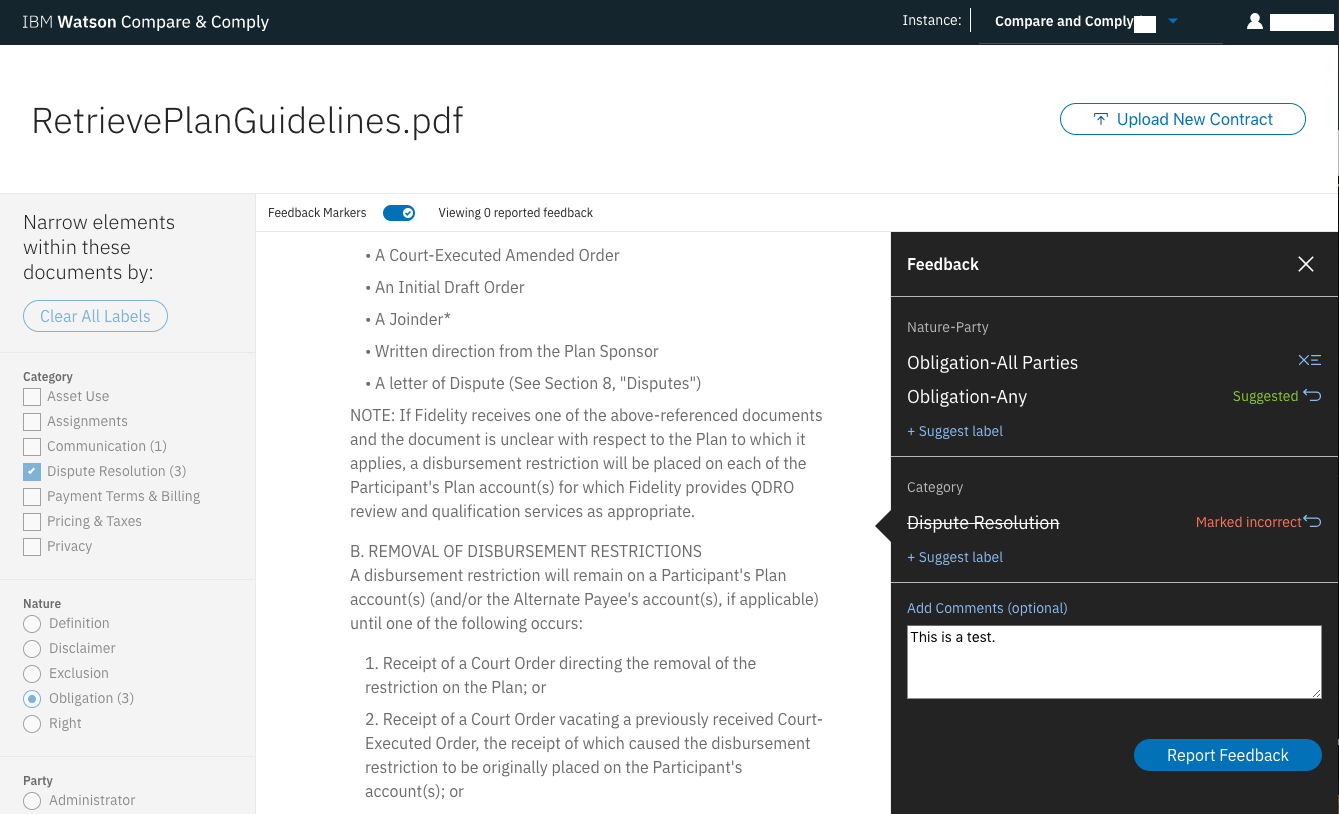 IBM Watson Compare & Comply
Instance:
Compare and Comply
RetrievePlanGuidelines.pdf
Upload New Contract
Narrow elements
within these
documents by:
Clear All Labels
Category
Asset Use
Assignments
Communication (1)
Dispute Resolution (3)
Payment Terms & Billing
Pricing & Taxes
Privacy
Nature
Definition
Disclaimer
Exclusion
Obligation (3)
Right
Party
Administrator
Feedback Markers
Viewing 0 reported feedback
• A Court-Executed Amended Order
• An Initial Draft Order
• A Joinder*
• Written direction from the Plan Sponsor
• A letter of Dispute (See Section 8, "Disputes")
NOTE: If Fidelity receives one of the above-referenced documents
and the document is unclear with respect to the Plan to which it
applies, a disbursement restriction will be placed on each of the
Participant's Plan account(s) for which Fidelity provides QDRO
review and qualification services as appropriate.
B. REMOVAL OF DISBURSEMENT RESTRICTIONS
A disbursement restriction will remain on a Participant's Plan
account(s) (and/or the Alternate Payee's account(s), if applicable)
until one of the following occurs:
1. Receipt of a Court Order directing the removal of the
restriction on the Plan; or
2. Receipt of a Court Order vacating a previously received Court-
Executed Order, the receipt of which caused the disbursement
restriction to be originally placed on the Participant's
account(s); or
Feedback
Nature-Party
Obligation-All Parties
Obligation-Any
Suggested
+ Suggest label
Category
Dispute Resolution
Marked incorrect
+ Suggest label
Add Comments (optional)
This is a test.
Report Feedback